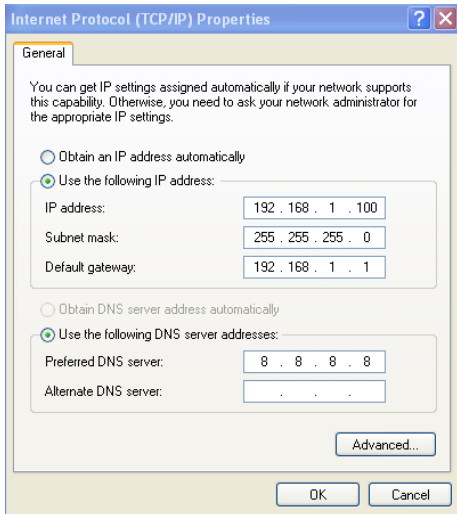 Internet Protocol (TCP/IP) Properties
General
You can get IP settings assigned automatically if your network supports
this capability. Otherwise, you need to ask your network administrator for
the appropriate IP settings.
Obtain an IP address automatically
Use the following IP address:
IP address: 192 . 168 . 1 . 100
Subnet mask: 255 . 255 . 255 . 0
Default gateway: 192 . 168 . 1 . 1
Obtain DNS server address automatically
Use the following DNS server addresses:
Preferred DNS server: 8 . 8 . 8 . 8
Alternate DNS server: . . .
Advanced...
OK Cancel